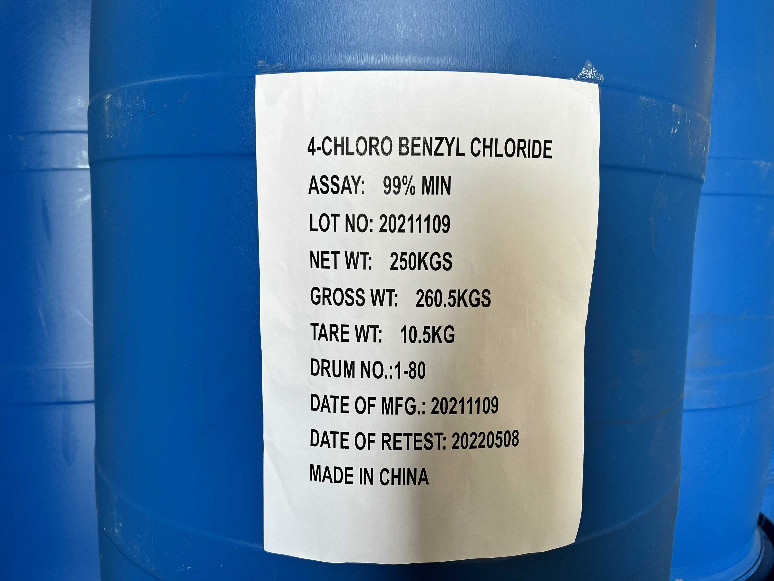 4-CHLORO BENZYL CHLORIDE
ASSAY: 99% MIN
LOT NO: 20211109
NET WT: 250KGS
GROSS WT: 260.5KGS
TARE WT: 10.5KG
DRUM NO.:1-80
DATE OF MFG.: 20211109
DATE OF RETEST: 20220508
MADE IN CHINA